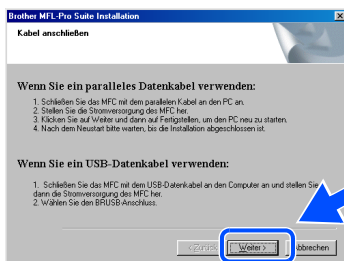 Brother MFL-Pro Suite Installation
Kabel anschließen
Wenn Sie ein paralleles Datenkabel verwenden:
1. Schließen Sie das MFC mit dem parallelen Kabel an den PC an.
2. Stellen Sie die Stromversorgung des MFC her.
3. Klicken Sie auf Weiter und dann auf Fertigstellen, um den PC neu zu starten.
4. Nach dem Neustart bitte warten, bis die Installation abgeschlossen ist.
Wenn Sie ein USB-Datenkabel verwenden:
1. Schließen Sie das MFC mit dem USB-Datenkabel an den Computer an und stellen Sie
dann die Stromversorgung des MFC her.
2. Wählen Sie den BRUSB-Anschluss.
< Zurück Weiter > Abbrechen